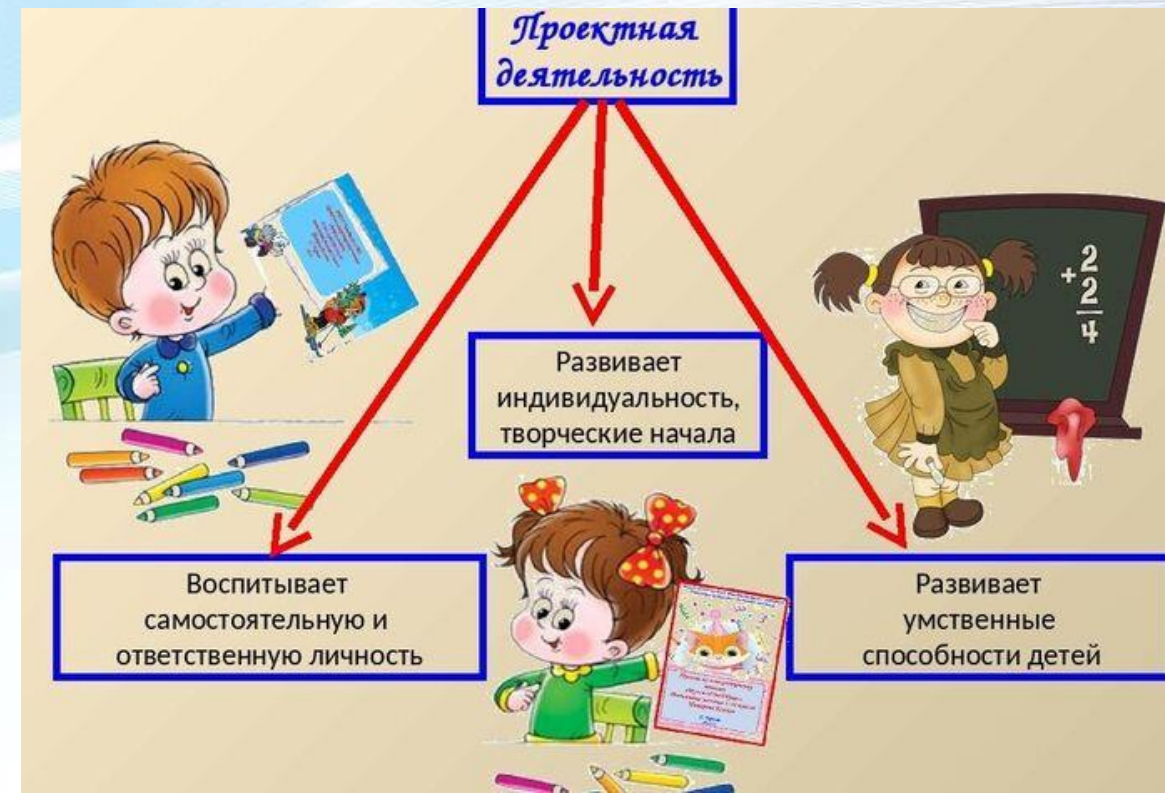 Проектная
деятельность
Развивает
индивидуальность,
творческие начала
+2
2
4
Воспитывает
самостоятельную и
ответственную личность
Развивает
умственные
способности детей